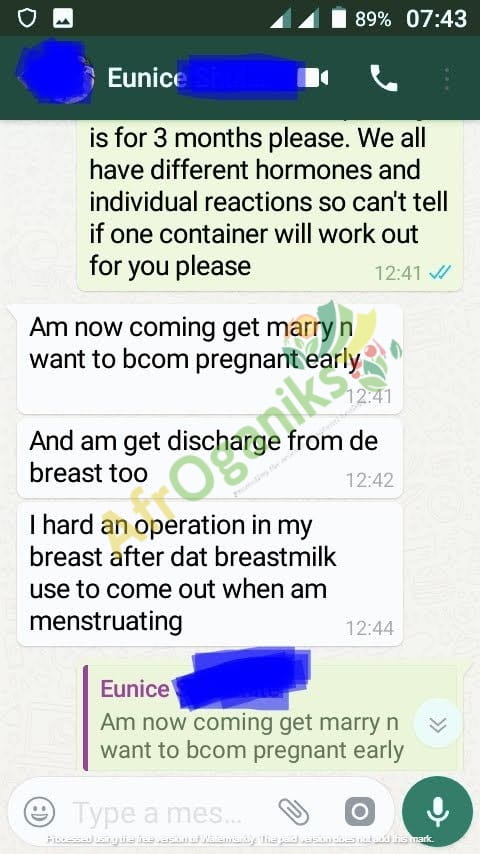 89% 07:43
Eunice
is for 3 months please. We all
have different hormones and
individual reactions so can't tell
if one container will work out
for you please
12:41
Am now coming get marry n
want to bcom pregnant early
12:41
And am get discharge from de
breast too
12:42
I hard an operation in my
breast after dat breastmilk
use to come out when am
menstruating
12:44
AfrOganiks
Eunice
Am now coming get marry n
want to bcom pregnant early
Type a mes...
Processed using the free version of Watermarkly. The paid version does not add this mark.